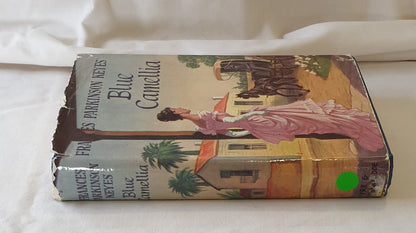 FRANCES PARKINSON KEYES
Blue
Camellia
FRANCES
PARKINSON
KEYES
Blue
Camellia